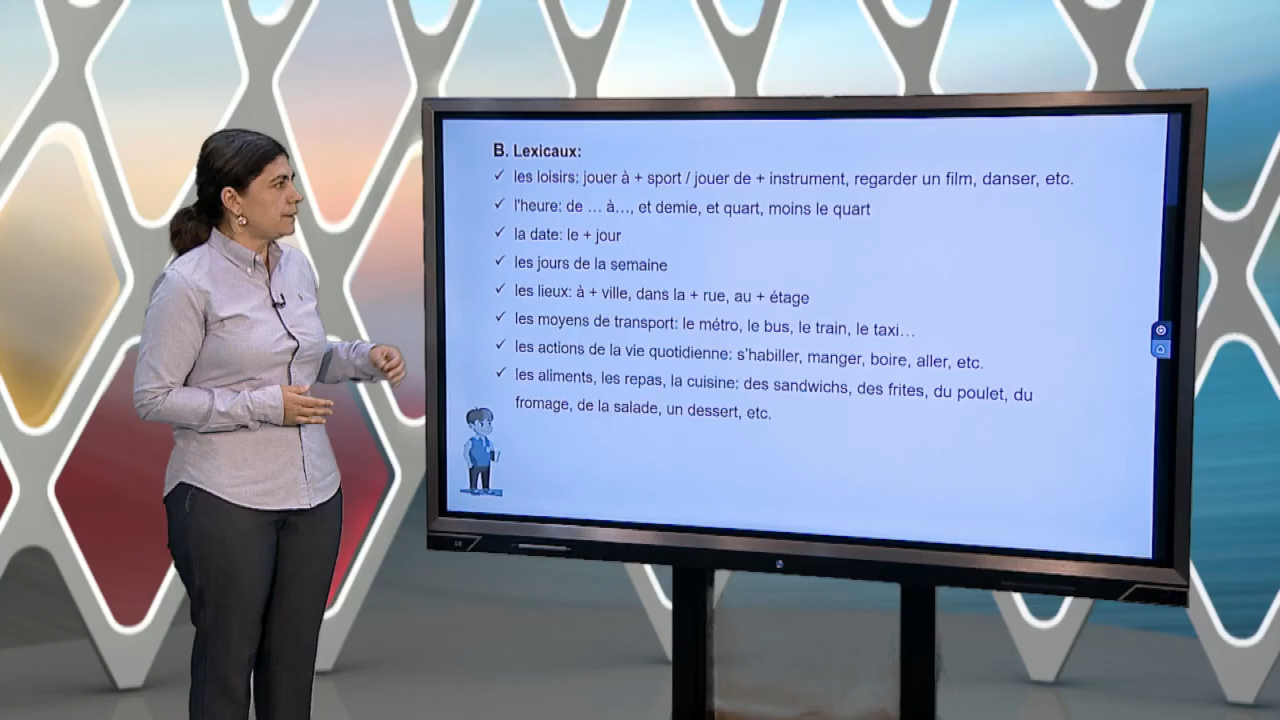 B. Lexicaux:
✓ les loisirs: jouer à + sport / jouer de + instrument, regarder un film, danser, etc.
✓ l'heure: de … à…, et demie, et quart, moins le quart
✓ la date: le + jour
✓ les jours de la semaine
✓ les lieux: à + ville, dans la + rue, au + étage
✓ les moyens de transport: le métro, le bus, le train, le taxi…
✓ les actions de la vie quotidienne: s'habiller, manger, boire, aller, etc.
✓ les aliments, les repas, la cuisine: des sandwichs, des frites, du poulet, du
fromage, de la salade, un dessert, etc.